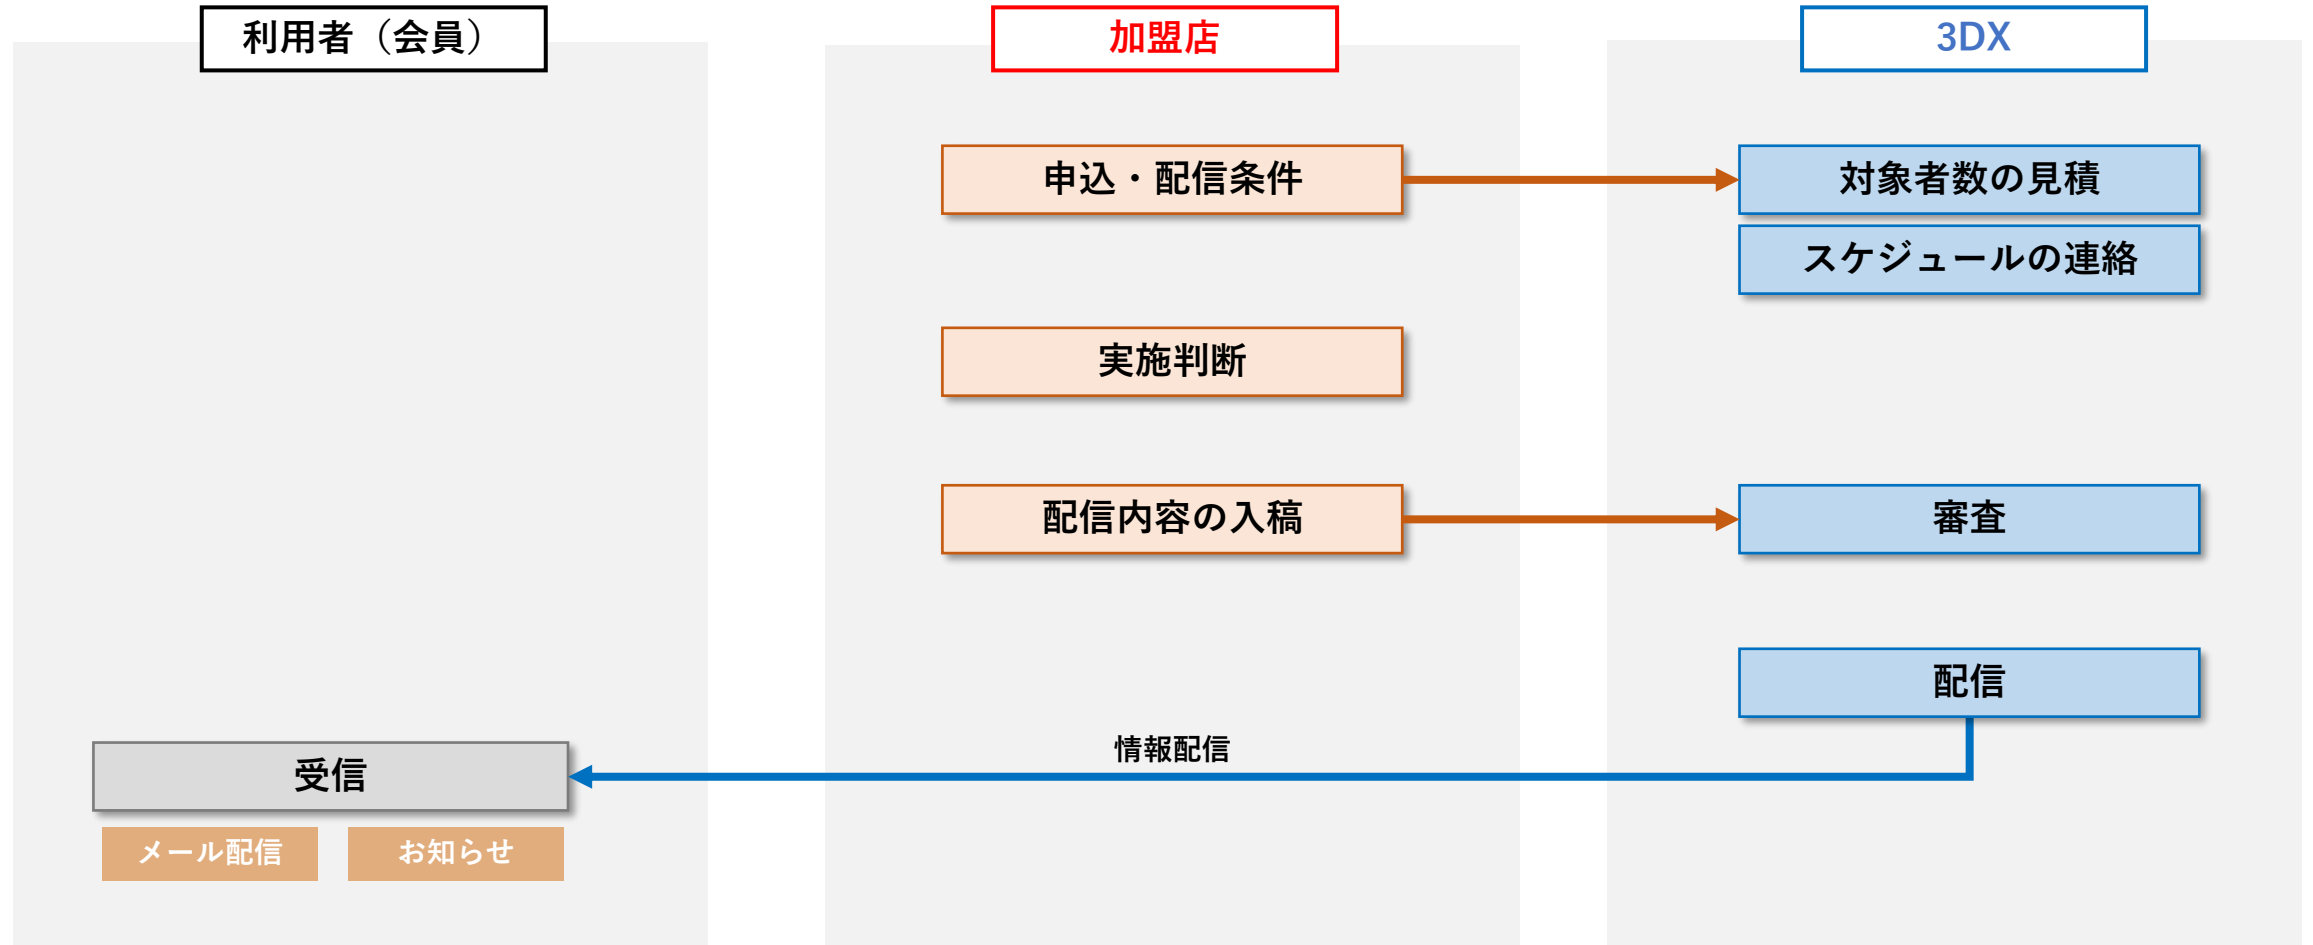 利用者（会員）
加盟店
3DX
申込・配信条件
対象者数の見積
スケジュールの連絡
実施判断
配信内容の入稿
審査
配信
情報配信
受信
メール配信
お知らせ